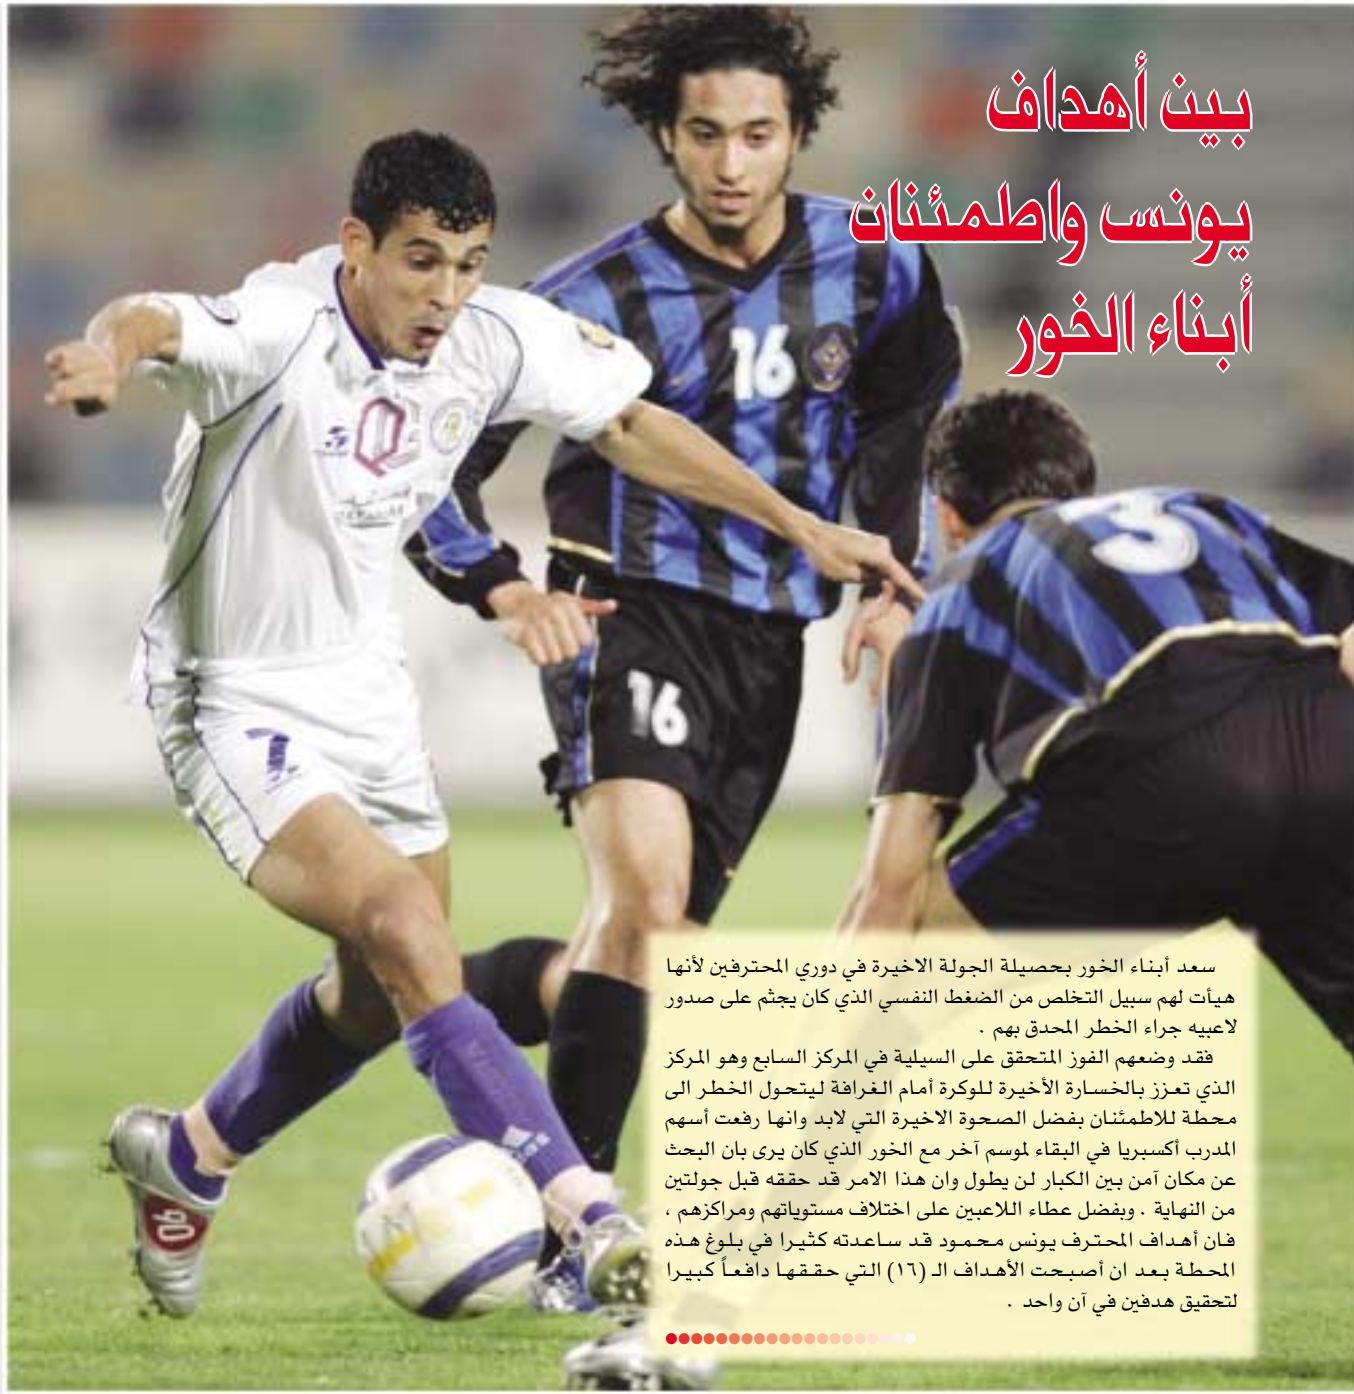 بين أهداف
يونس واطمئنان
أبناء الخور
16
3
16
7
سعد أبناء الخور بحصيلة الجولة الاخيرة في دوري المحترفين لأنها
هيأت لهم سبيل التخلص من الضغط النفسي الذي كان يجثم على صدور
لاعبيه جراء الخطر المحدق بهم .
فقد وضعهم الفوز المتحقق على السيلية في المركز السابع وهو المركز
الذي تعزز بالخسارة الأخيرة للوكرة أمام الغرافة ليتحول الخطر الى
محطة للاطمئنان بفضل الصحوة الاخيرة التي لابد وانها رفعت أسهم
المدرب أكسبريا في البقاء لموسم آخر مع الخور الذي كان يرى بان البحث
عن مكان آمن بين الكبار لن يطول وان هذا الامر قد حققه قبل جولتين
من النهاية . وبفضل عطاء اللاعبين على اختلاف مستوياتهم ومراكزهم ،
فان أهداف المحترف يونس محمود قد ساعدته كثيرا في بلوغ هذه
المحطة بعد ان أصبحت الأهداف الـ (١٦) التي حققها دافعاً كبيرا
لتحقيق هدفين في آن واحد .